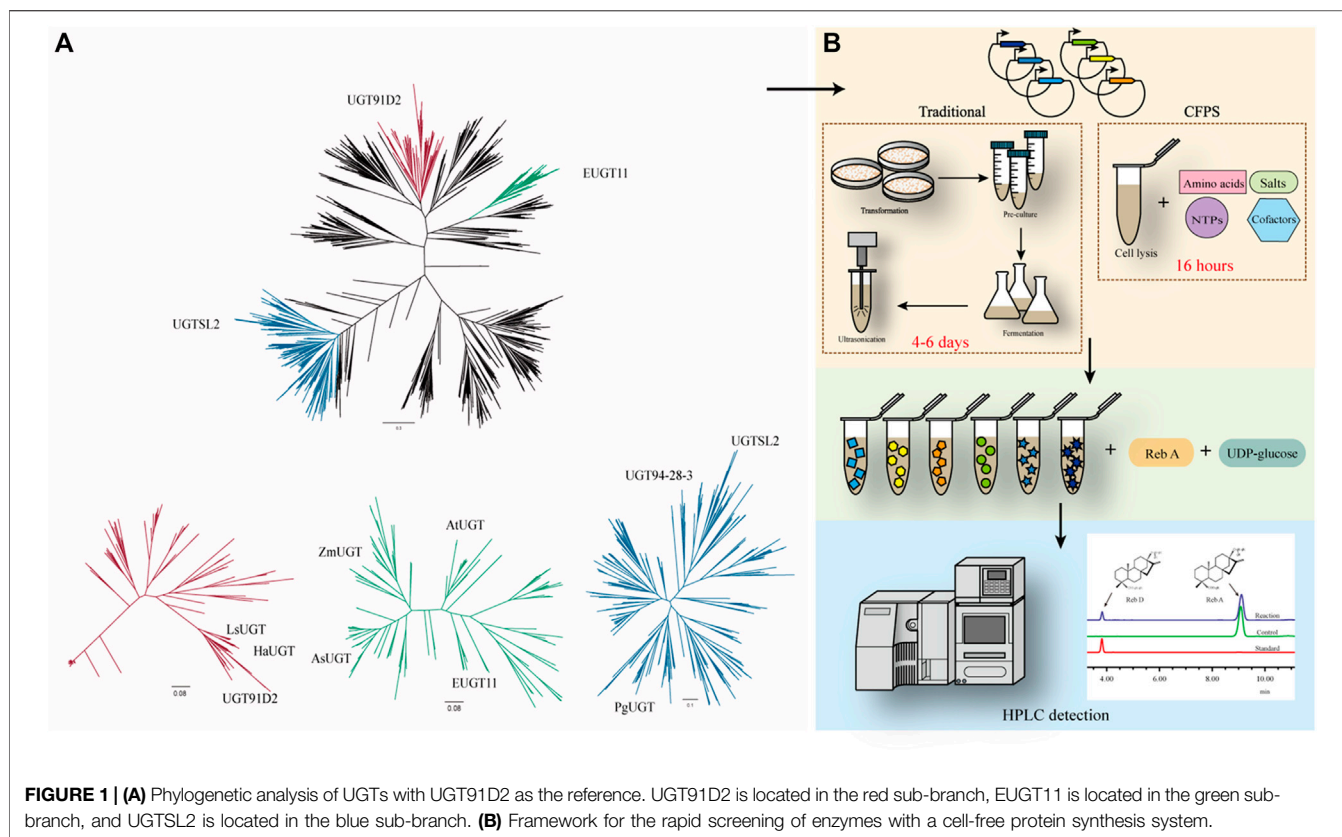 A
UGT91D2
EUGT11
UGTSL2
UGTSL2
UGT94-28-3
AtUGT
ZmUGT
LsUGT
HaUGT
AsUGT
UGT91D2
EUGT11
PgUGT
0.08
0.08
0.1
B
Traditional
CFPS
Transformation
Pre-culture
Ultrasonication
Fermentation
4-6 days
Amino acids
Salts
+
NTPs
Cofactors
Cell lysis
16 hours
+ Reb A + UDP-glucose
Reb D
Reb A
Reaction
Control
Standard
4.00 6.00 8.00 10.00
min
HPLC detection
FIGURE 1 | (A) Phylogenetic analysis of UGTs with UGT91D2 as the reference. UGT91D2 is located in the red sub-branch, EUGT11 is located in the green sub-
branch, and UGTSL2 is located in the blue sub-branch. (B) Framework for the rapid screening of enzymes with a cell-free protein synthesis system.